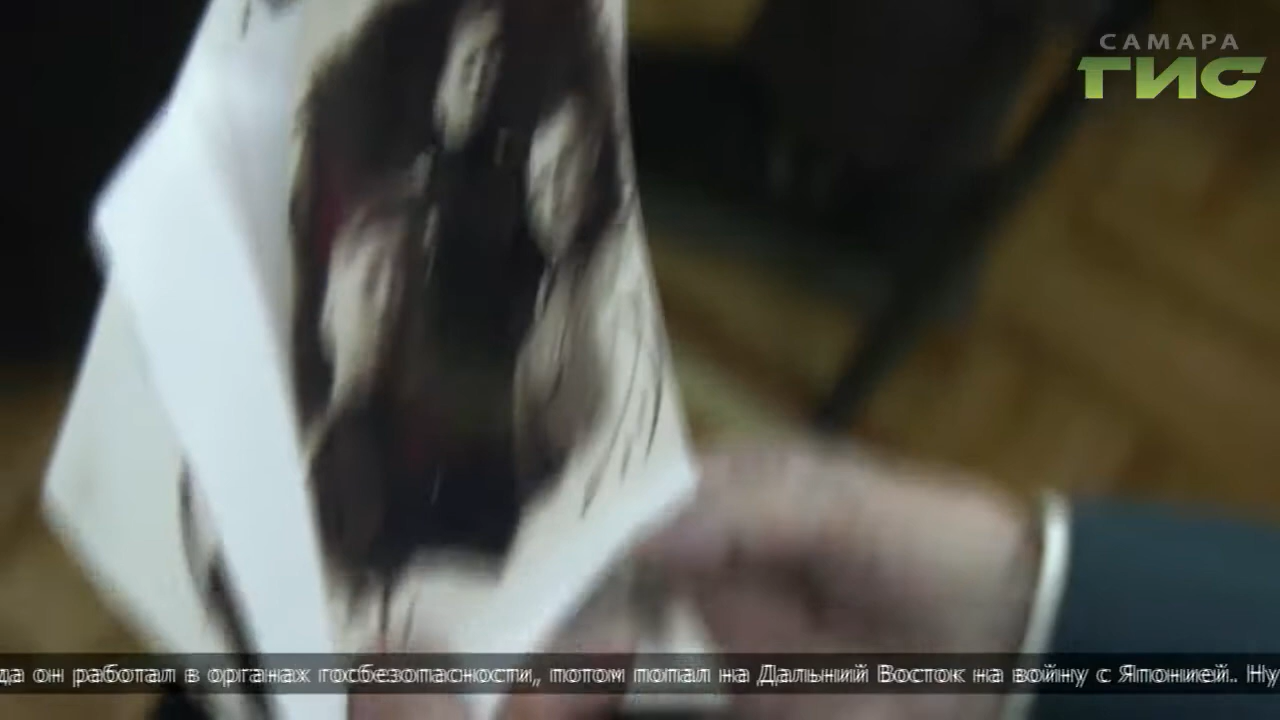 САМАРА
ГИС
да он работал в органах госбезопасности, потом попал на Дальний Восток на войну с Японией. Ну